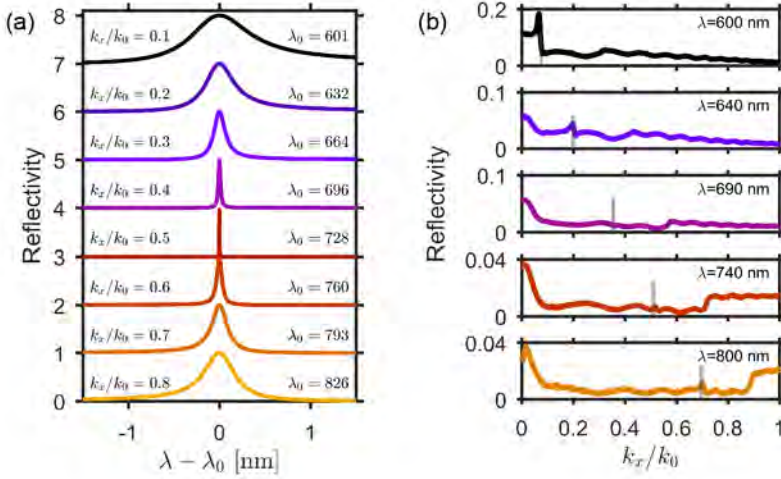 (a)
Reflectivity
8
7
6
5
4
3
2
1
0
k_x/k_0 = 0.1 λ_0 = 601
k_x/k_0 = 0.2 λ_0 = 632
k_x/k_0 = 0.3 λ_0 = 664
k_x/k_0 = 0.4 λ_0 = 696
k_x/k_0 = 0.5 λ_0 = 728
k_x/k_0 = 0.6 λ_0 = 760
k_x/k_0 = 0.7 λ_0 = 793
k_x/k_0 = 0.8 λ_0 = 826
-1 0 1
λ − λ_0 [nm]
(b)
Reflectivity
0.2
0
λ=600 nm
0.1
0
λ=640 nm
0.1
0
λ=690 nm
0.04
0
λ=740 nm
0.04
0
λ=800 nm
0 0.2 0.4 0.6 0.8 1
k_x/k_0